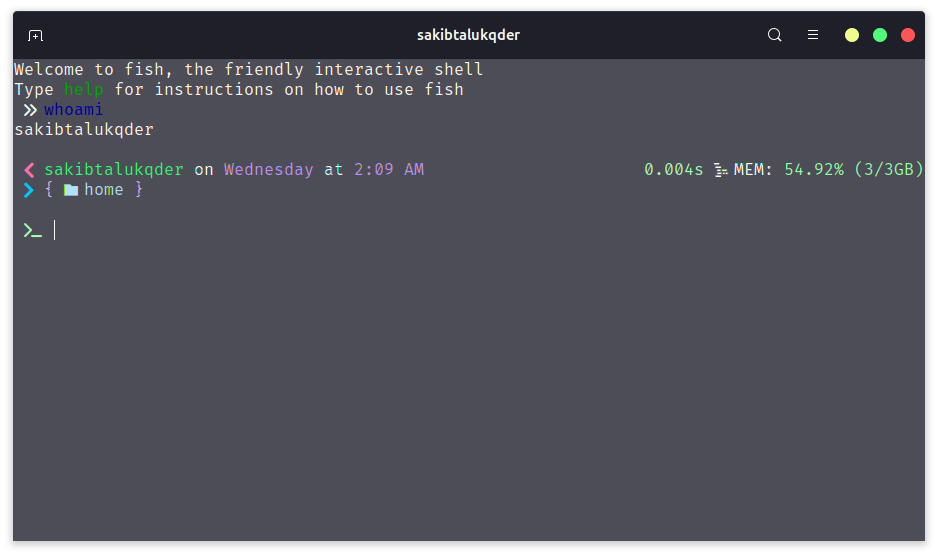 sakibtalukqder
Welcome to fish, the friendly interactive shell
Type help for instructions on how to use fish
whoami
sakibtalukqder
sakibtalukqder on Wednesday at 2:09 AM 0.004s MEM: 54.92% (3/3GB)
{ home }
>_